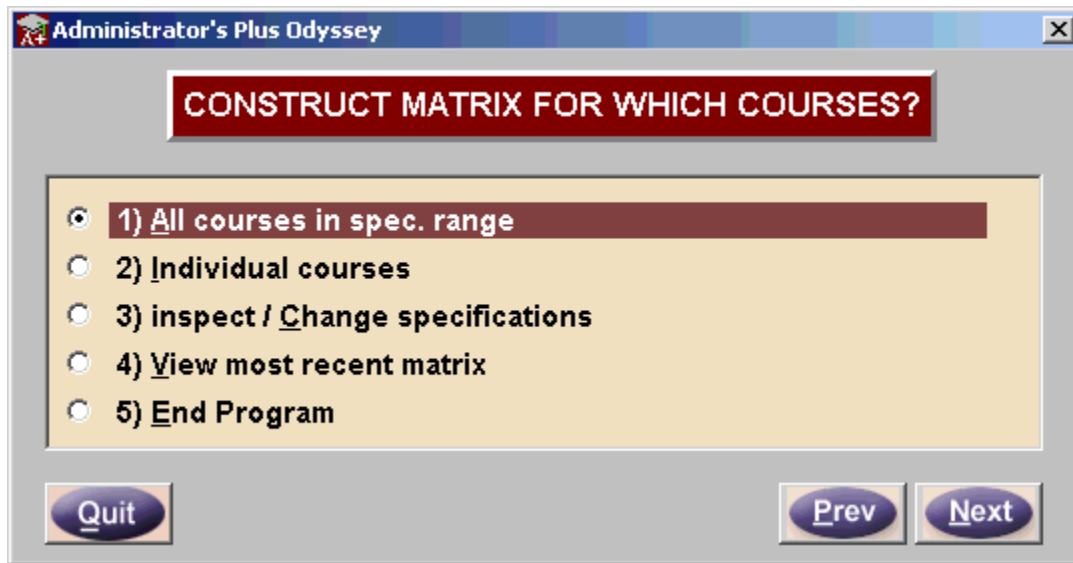 Administrator's Plus Odyssey
CONSTRUCT MATRIX FOR WHICH COURSES?
1) All courses in spec. range
2) Individual courses
3) inspect / Change specifications
4) View most recent matrix
5) End Program
Quit
Prev
Next